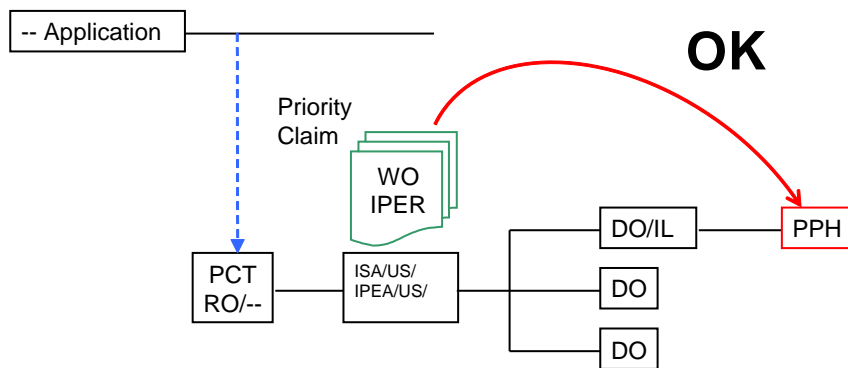 -- Application
OK
Priority
Claim
WO
IPER
DO/IL
PPH
PCT
RO/--
ISA/US/
IPEA/US/
DO
DO